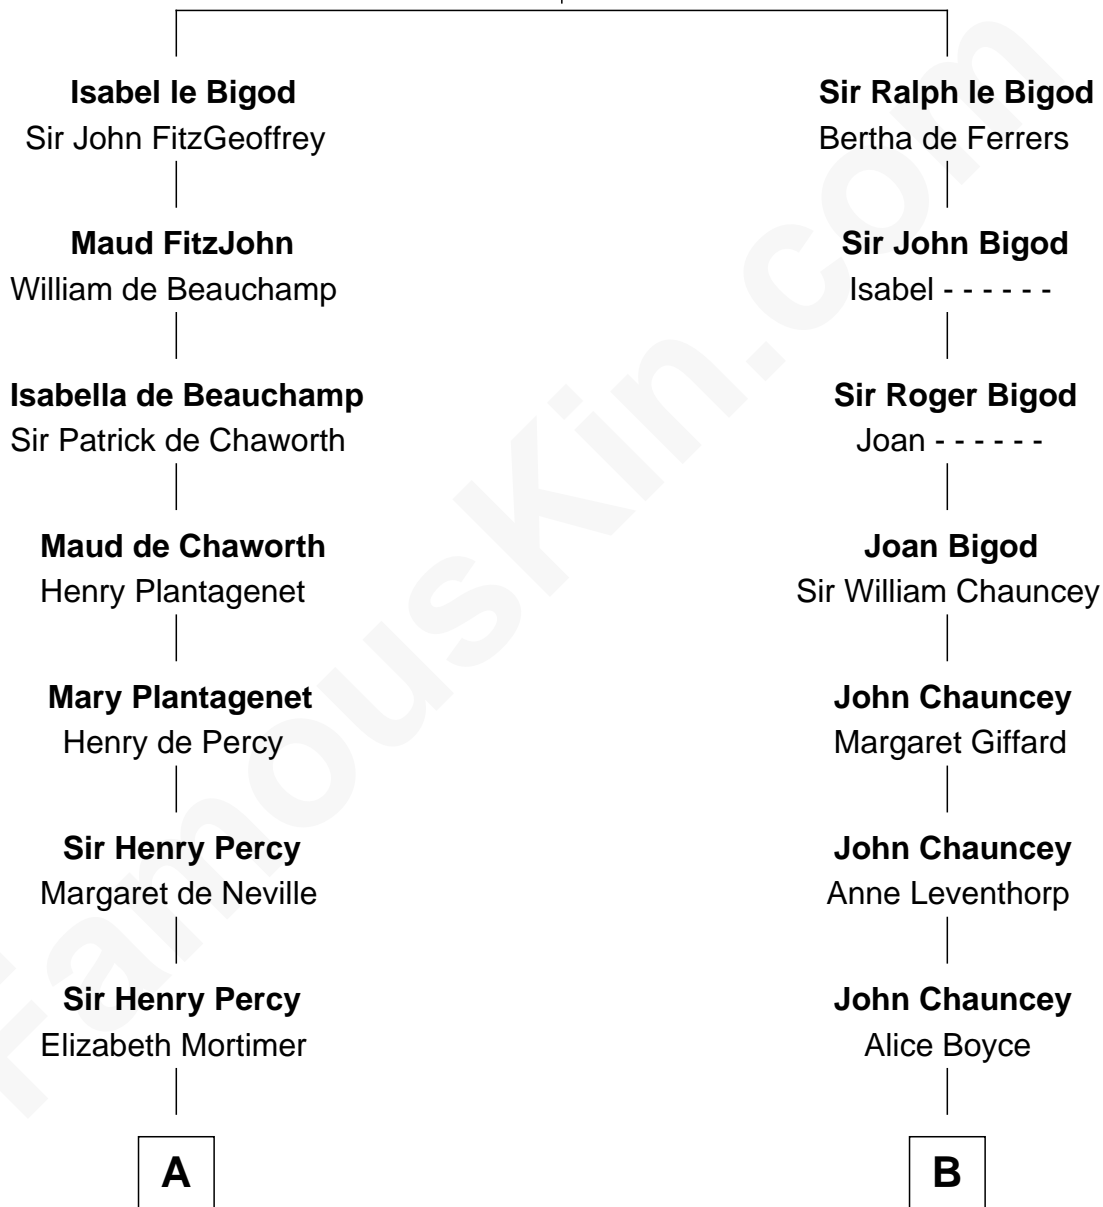 Isabel le Bigod
Sir John FitzGeoffrey
Maud FitzJohn
William de Beauchamp
Isabella de Beauchamp
Sir Patrick de Chaworth
Maud de Chaworth
Henry Plantagenet
Mary Plantagenet
Henry de Percy
Sir Henry Percy
Margaret de Neville
Sir Henry Percy
Elizabeth Mortimer
A
Sir Ralph le Bigod
Bertha de Ferrers
Sir John Bigod
Isabel - - - - - -
Sir Roger Bigod
Joan - - - - - -
Joan Bigod
Sir William Chauncey
John Chauncey
Margaret Giffard
John Chauncey
Anne Leventhorp
John Chauncey
Alice Boyce
B
FamousKin.com